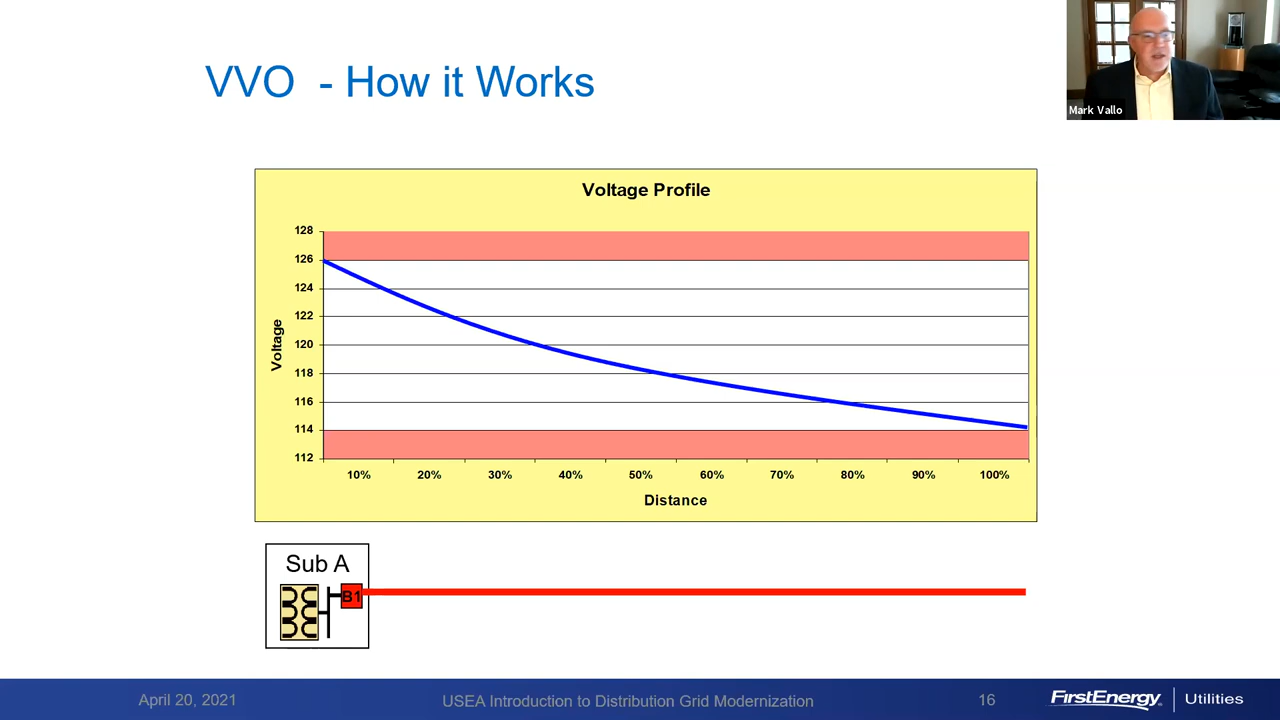 VVO - How it Works
Mark Vallo
Voltage Profile
Voltage
128
126
124
122
120
118
116
114
112
10% 20% 30% 40% 50% 60% 70% 80% 90% 100%
Distance
Sub A
B1
April 20, 2021
USEA Introduction to Distribution Grid Modernization
16
FirstEnergy Utilities